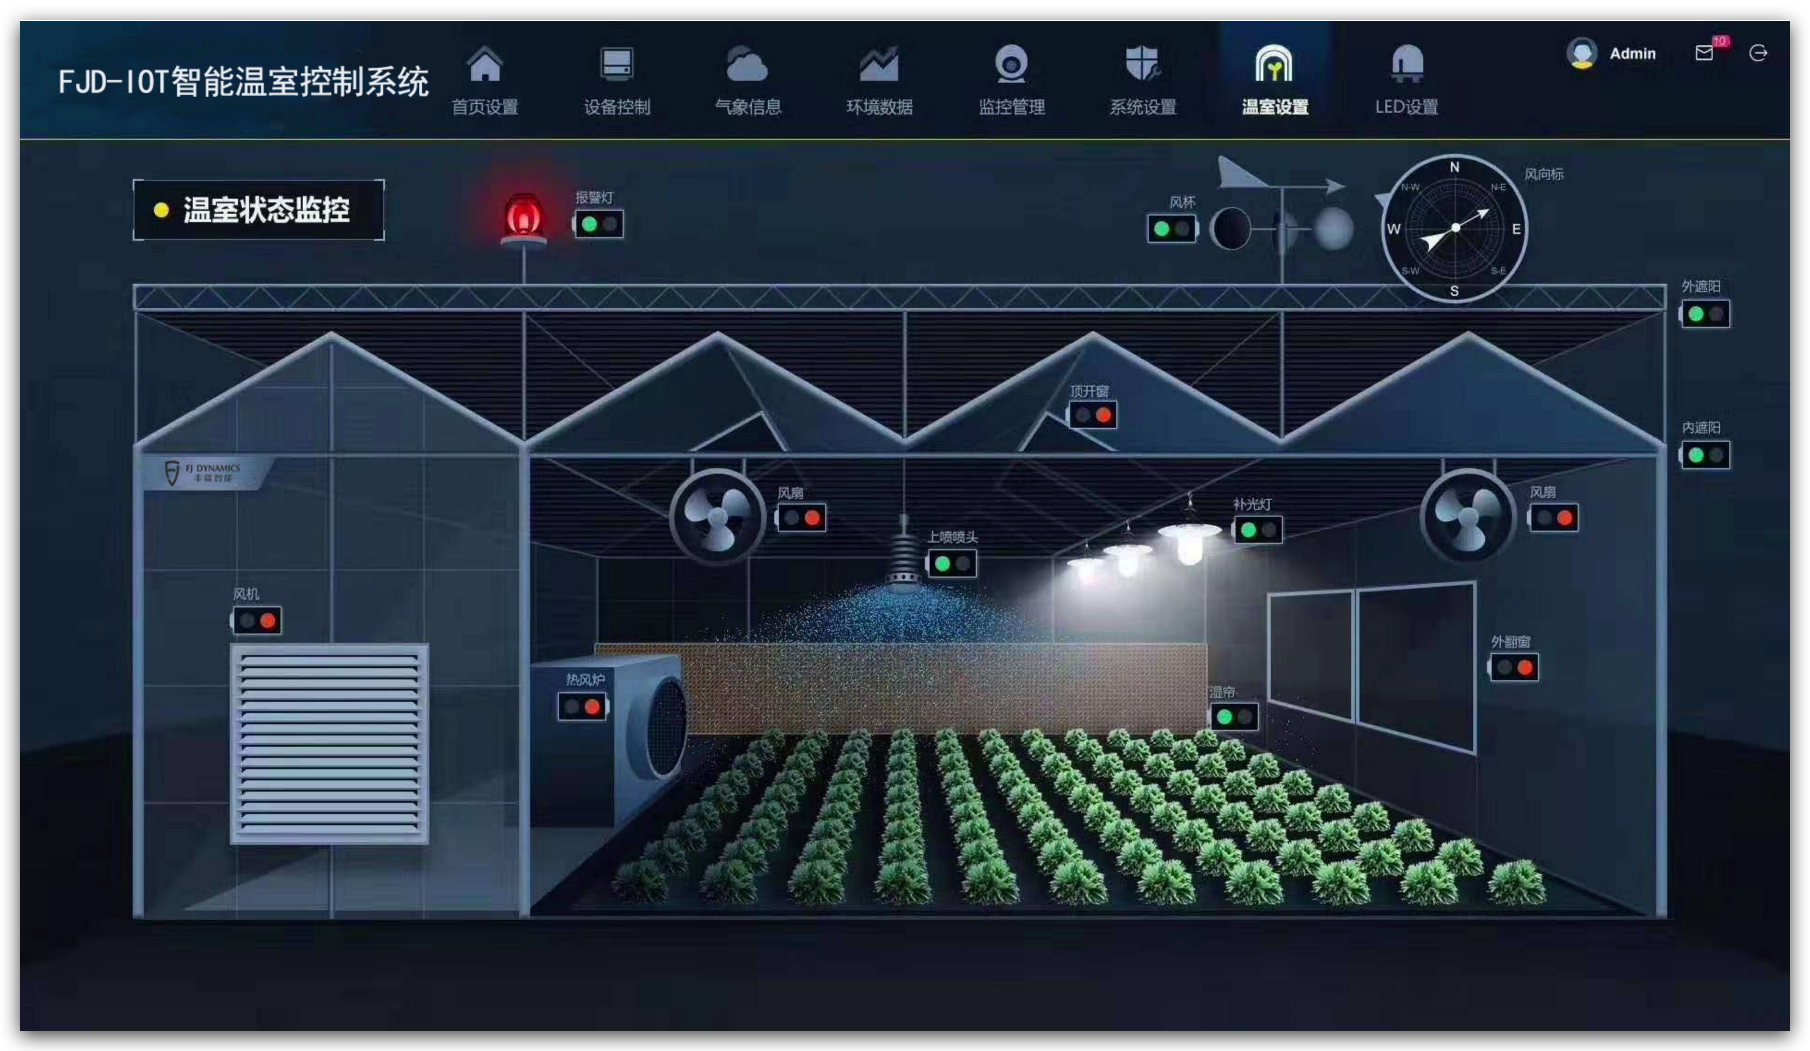 FJD-IOT智能温室控制系统
首页设置
设备控制
气象信息
环境数据
监控管理
系统设置
温室设置
LED设置
Admin
10
温室状态监控
报警灯
风杯
风向标
N
N-W
N-E
W
E
S-W
S-E
S
外遮阳
顶开窗
内遮阳
FJ DYNAMICS
丰疆智能
风扇
风扇
补光灯
上喷喷头
风机
外翻窗
热风炉
湿帘